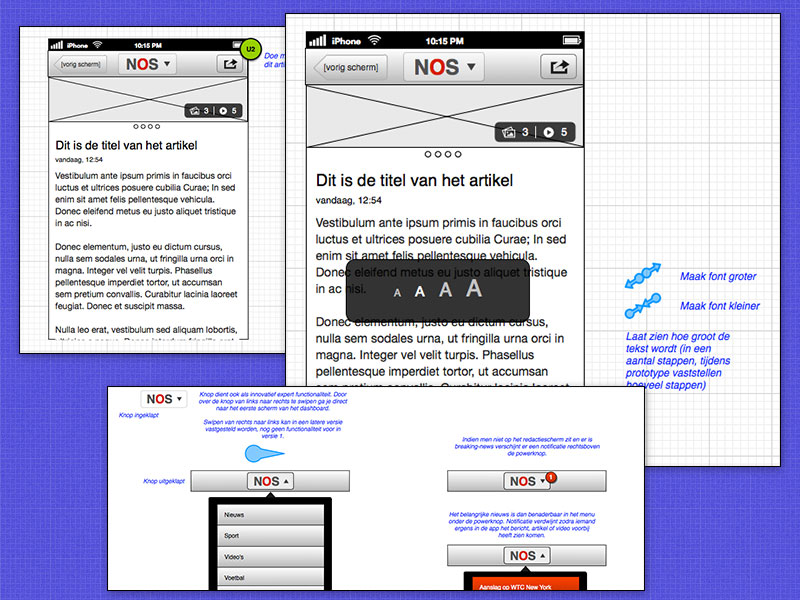 iPhone
10:15 PM
[vorig scherm]
NOS
3
5
Dit is de titel van het artikel
vandaag, 12:54
Vestibulum ante ipsum primis in faucibus orci
luctus et ultrices posuere cubilia Curae; In sed
enim sit amet felis pellentesque vehicula.
Donec eleifend metus eu justo aliquet tristique
in ac nisi.
Donec elementum, justo eu dictum cursus,
nulla sem sodales urna, ut fringilla orci in
magna. Integer vel velit turpis. Phasellus
pellentesque imperdiet tortor, ut accumsan
sem pretium convallis. Curabitur lacinia laoreet
feugiat. Donec et suscipit massa.
Nulla leo erat, vestibulum sed aliquam lobortis,
U2
Doe m
dit arti
iPhone
10:15 PM
[vorig scherm]
NOS
3
5
Dit is de titel van het artikel
vandaag, 12:54
Vestibulum ante ipsum primis in faucibus orci
luctus et ultrices posuere cubilia Curae; In sed
enim sit amet felis pellentesque vehicula.
Donec eleifend metus eu justo aliquet tristique
in ac nisi.
A A A A
Donec elementum, justo eu dictum cursus,
nulla sem sodales urna, ut fringilla orci in
magna. Integer vel velit turpis. Phasellus
pellentesque imperdiet tortor, ut accumsan
sem pretium convallis. Curabitur lacinia laoreet
Maak font groter
Maak font kleiner
Laat zien hoe groot de
tekst wordt (in een
aantal stappen, tijdens
prototype vaststellen
hoeveel stappen)
NOS
Knop ingeklapt
Knop dient ook als innovatief expert functionaliteit. Door
over de knop van links naar rechts te swipen ga je direct
naar het eerste scherm van het dashboard.
Swipen van rechts naar links kan in een latere versie
vastgesteld worden, nog geen functionaliteit voor in
versie 1.
Knop uitgeklapt
NOS
Nieuws
Sport
Video's
Voetbal
Indien men niet op het redactiescherm zit en er is
breaking-news verschijnt er een notificatie rechtsboven
de powerknop.
NOS
1
Het belangrijke nieuws is dan benaderbaar in het menu
onder de powerknop. Notificatie verdwijnt zodra iemand
ergens in de app het bericht, artikel of video voorbij
heeft zien komen.
NOS
Aanslag op WTC New York